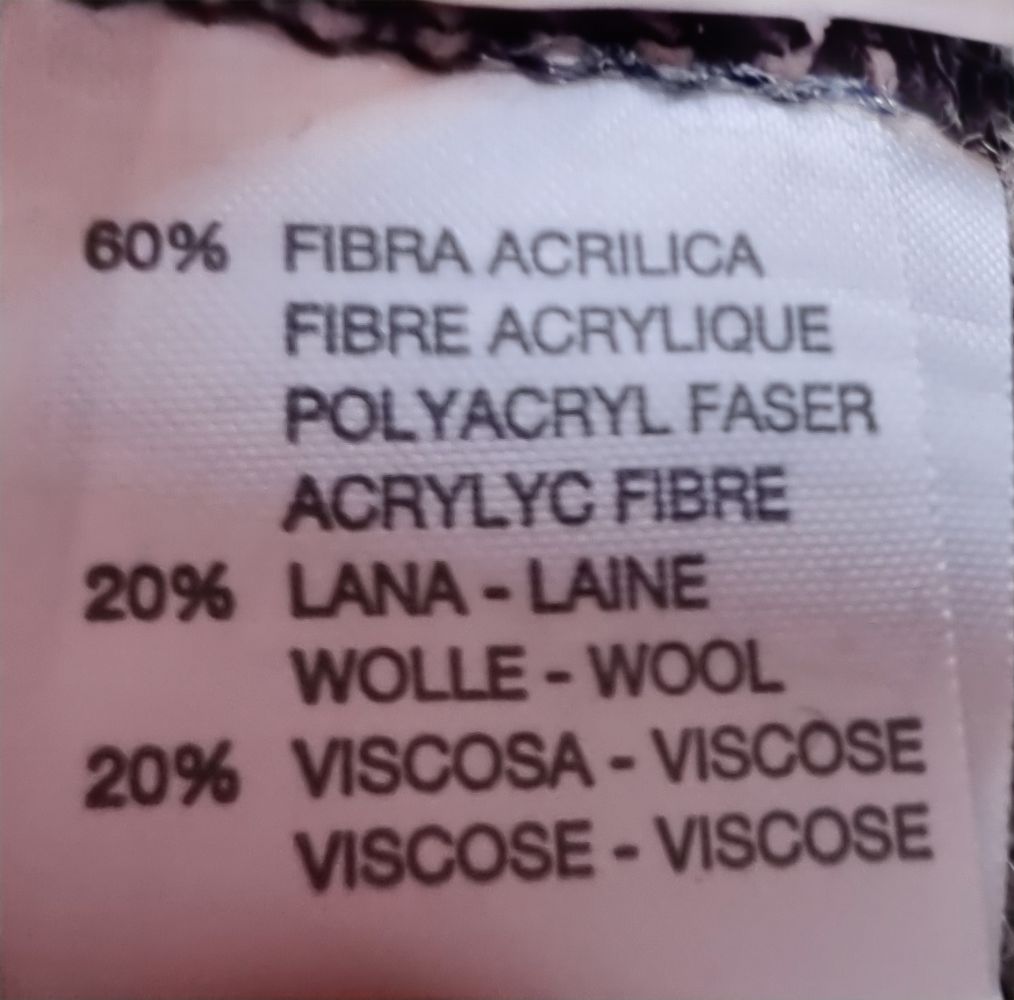 60% FIBRA ACRILICA
FIBRE ACRYLIQUE
POLYACRYL FASER
ACRYLYC FIBRE
20% LANA - LAINE
WOLLE - WOOL
20% VISCOSA - VISCOSE
VISCOSE - VISCOSE